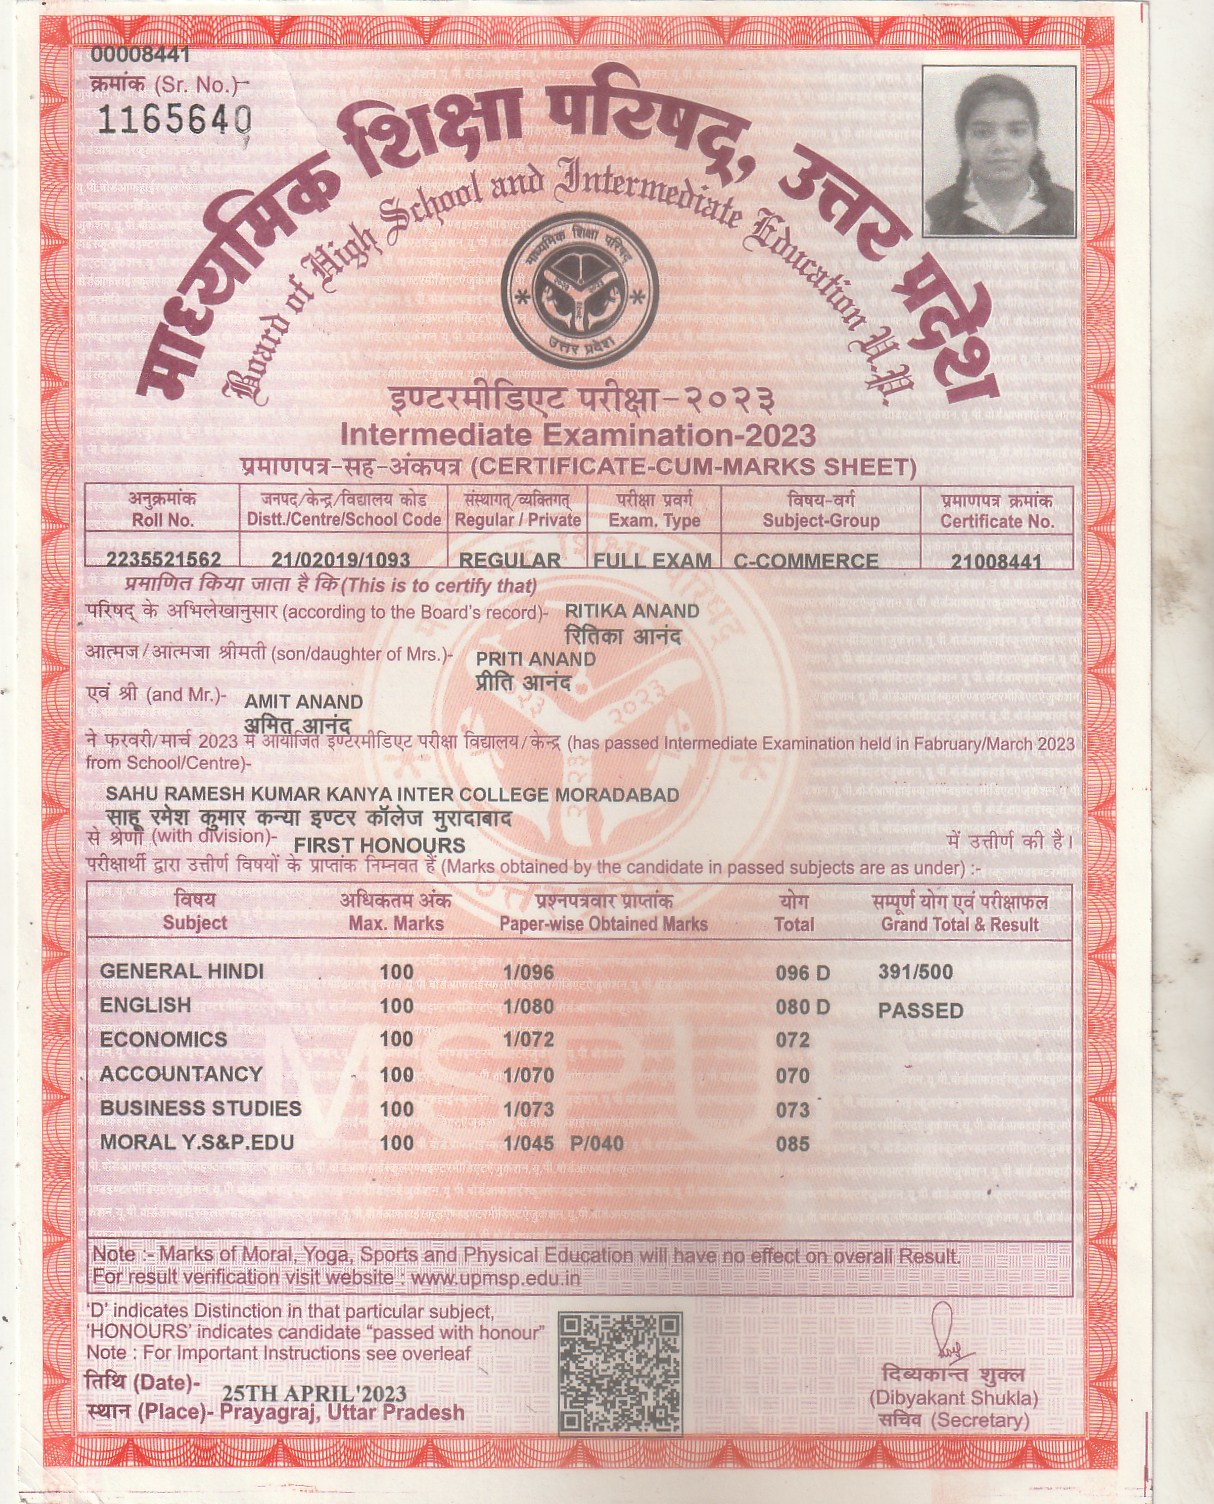 00008441
क्रमांक (Sr. No.)-
1165640
माध्यमिक शिक्षा परिषद्, उत्तर प्रदेश
Board of High School and Intermediate Education U.P.
माध्यमिक शिक्षा परिषद्
उत्तर प्रदेश
इण्टरमीडिएट परीक्षा-२०२३
Intermediate Examination-2023
प्रमाणपत्र-सह-अंकपत्र (CERTIFICATE-CUM-MARKS SHEET)
अनुक्रमांक जनपद/केन्द्र/विद्यालय कोड संस्थागत्/व्यक्तिगत् परीक्षा प्रवर्ग विषय-वर्ग प्रमाणपत्र क्रमांक
Roll No. Distt./Centre/School Code Regular / Private Exam. Type Subject-Group Certificate No.
2235521562 21/02019/1093 REGULAR FULL EXAM C-COMMERCE 21008441
प्रमाणित किया जाता है कि (This is to certify that)
परिषद् के अभिलेखानुसार (according to the Board's record)- RITIKA ANAND
रितिका आनंद
आत्मज/आत्मजा श्रीमती (son/daughter of Mrs.)- PRITI ANAND
प्रीति आनंद
एवं श्री (and Mr.)- AMIT ANAND
अमित आनंद
ने फरवरी/मार्च 2023 में आयोजित इण्टरमीडिएट परीक्षा विद्यालय/केन्द्र (has passed Intermediate Examination held in Fabruary/March 2023
from School/Centre)-
SAHU RAMESH KUMAR KANYA INTER COLLEGE MORADABAD
साहू रमेश कुमार कन्या इण्टर कॉलेज मुरादाबाद
से श्रेणी (with division)- FIRST HONOURS में उत्तीर्ण की है।
परीक्षार्थी द्वारा उत्तीर्ण विषयों के प्राप्तांक निम्नवत हैं (Marks obtained by the candidate in passed subjects are as under) :-
विषय अधिकतम अंक प्रश्नपत्रवार प्राप्तांक योग सम्पूर्ण योग एवं परीक्षाफल
Subject Max. Marks Paper-wise Obtained Marks Total Grand Total & Result
GENERAL HINDI 100 1/096 096 D 391/500
ENGLISH 100 1/080 080 D PASSED
ECONOMICS 100 1/072 072
ACCOUNTANCY 100 1/070 070
BUSINESS STUDIES 100 1/073 073
MORAL Y.S&P.EDU 100 1/045 P/040 085
Note :- Marks of Moral, Yoga, Sports and Physical Education will have no effect on overall Result.
For result verification visit website : www.upmsp.edu.in
'D' indicates Distinction in that particular subject,
'HONOURS' indicates candidate "passed with honour"
Note : For Important Instructions see overleaf
तिथि (Date)- 25TH APRIL'2023
स्थान (Place)- Prayagraj, Uttar Pradesh
दिब्यकान्त शुक्ल
(Dibyakant Shukla)
सचिव (Secretary)